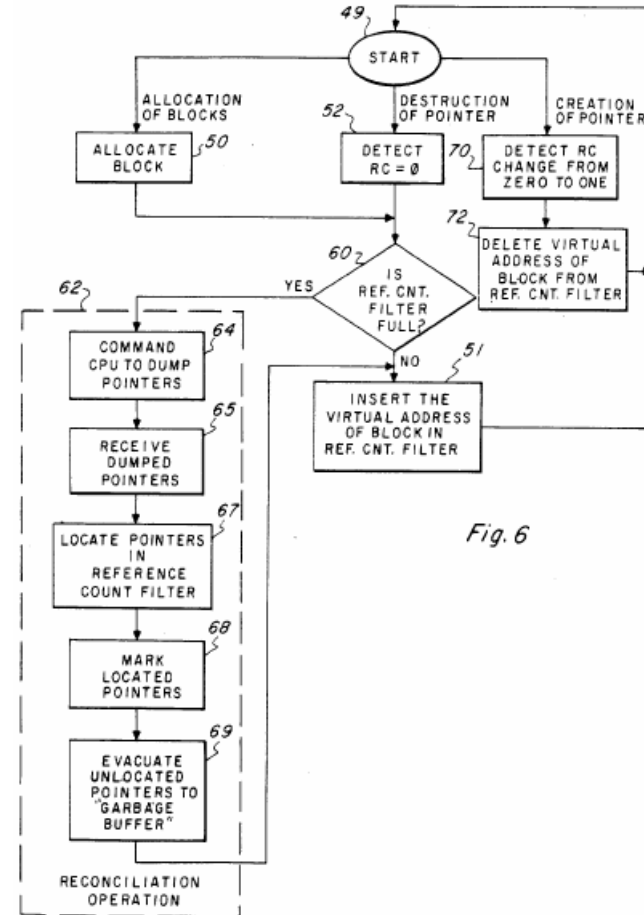 49
START
ALLOCATION
OF BLOCKS
50
ALLOCATE
BLOCK
DESTRUCTION
OF POINTER
52
DETECT
RC = Ø
CREATION
OF POINTER
70
DETECT RC
CHANGE FROM
ZERO TO ONE
72
DELETE VIRTUAL
ADDRESS OF
BLOCK FROM
REF. CNT. FILTER
60
IS
REF. CNT.
FILTER
FULL?
YES
NO
51
INSERT THE
VIRTUAL ADDRESS
OF BLOCK IN
REF. CNT. FILTER
62
64
COMMAND
CPU TO DUMP
POINTERS
65
RECEIVE
DUMPED
POINTERS
67
LOCATE POINTERS
IN
REFERENCE
COUNT FILTER
68
MARK
LOCATED
POINTERS
69
EVACUATE
UNLOCATED
POINTERS TO
"GARBAGE
BUFFER"
RECONCILIATION
OPERATION
Fig. 6